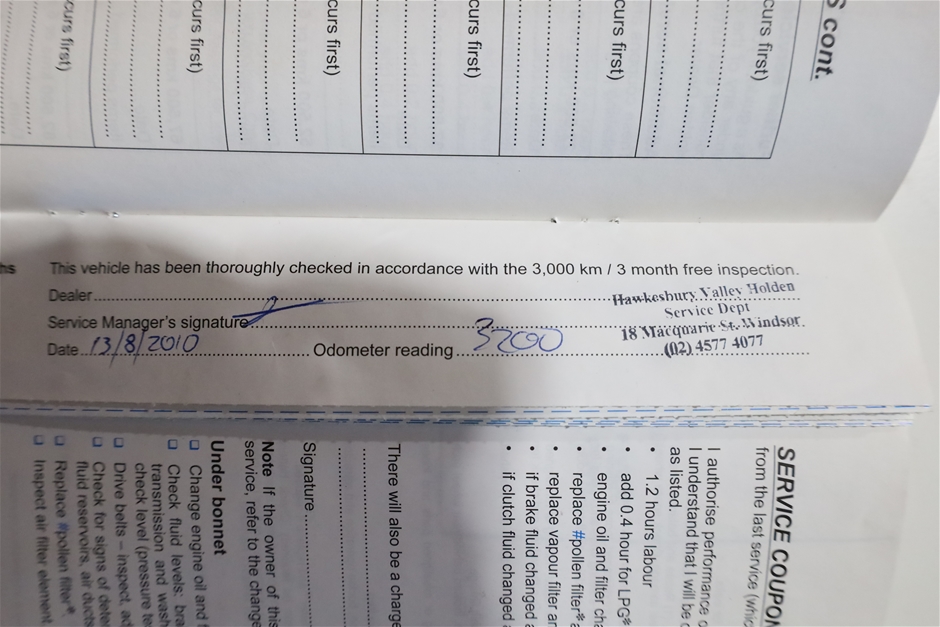 S cont.
curs first)
curs first)
curs first)
curs first)
curs first)
curs first)
hs
This vehicle has been thoroughly checked in accordance with the 3,000 km / 3 month free inspection.
Dealer
Hawkesbury Valley Holden
Service Dept
Service Manager's signature
18 Macquarie St. Windsor.
(02) 4577 4077
Date 13/8/2010 Odometer reading 3200
SERVICE COUPON
from the last service (whic
I authorise performance o
I understand that I will be c
as listed.
• 1.2 hours labour
• add 0.4 hour for LPG*
• engine oil and filter cha
• replace #pollen filter* a
• replace vapour filter an
• if brake fluid changed a
• if clutch fluid changed a
There will also be a charge
Signature
Note If the owner of this
service, refer to the change
Under bonnet
Change engine oil and f
Check fluid levels: bra
transmission and wash
check level (pressure te
Drive belts – inspect, ad
Check for signs of deter
fluid reservoirs, air ducts
Replace #pollen filter*.
Inspect air filter element